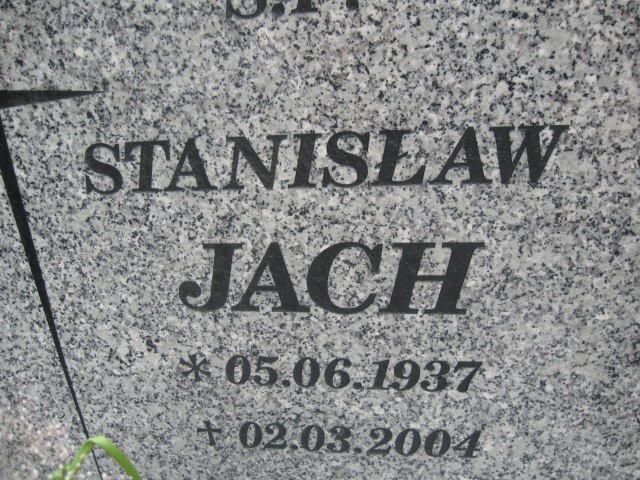 Ś.P.
STANISŁAW
JACH
* 05.06.1937
† 02.03.2004